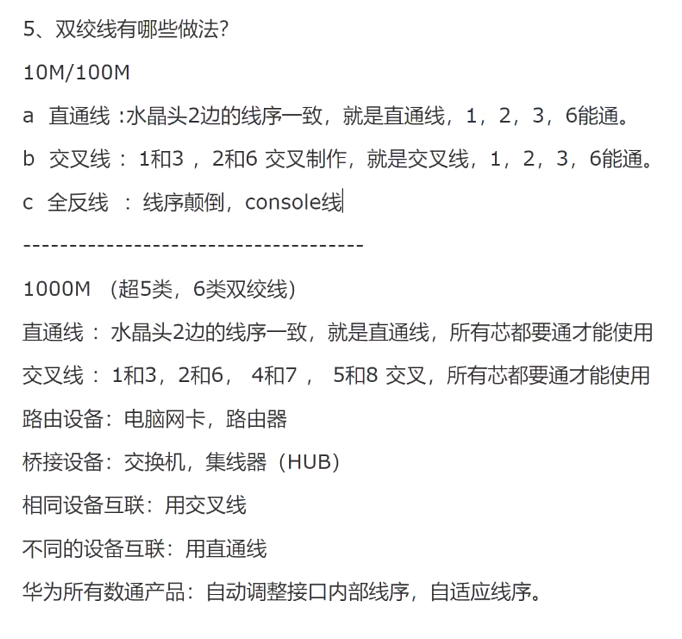 5、双绞线有哪些做法？
10M/100M
a 直通线 :水晶头2边的线序一致，就是直通线，1，2，3，6能通。
b 交叉线 ：1和3 ，2和6 交叉制作，就是交叉线，1，2，3，6能通。
c 全反线 ：线序颠倒，console线
-------------------------------------
1000M （超5类，6类双绞线）
直通线 ：水晶头2边的线序一致，就是直通线，所有芯都要通才能使用
交叉线 ：1和3，2和6， 4和7 ， 5和8 交叉，所有芯都要通才能使用
路由设备：电脑网卡，路由器
桥接设备：交换机，集线器（HUB）
相同设备互联：用交叉线
不同的设备互联：用直通线
华为所有数通产品：自动调整接口内部线序，自适应线序。